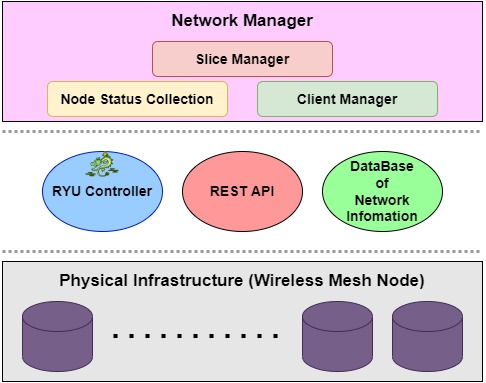 Network Manager
Slice Manager
Node Status Collection
Client Manager
RYU Controller
REST API
DataBase
of
Network
Infomation
Physical Infrastructure (Wireless Mesh Node)